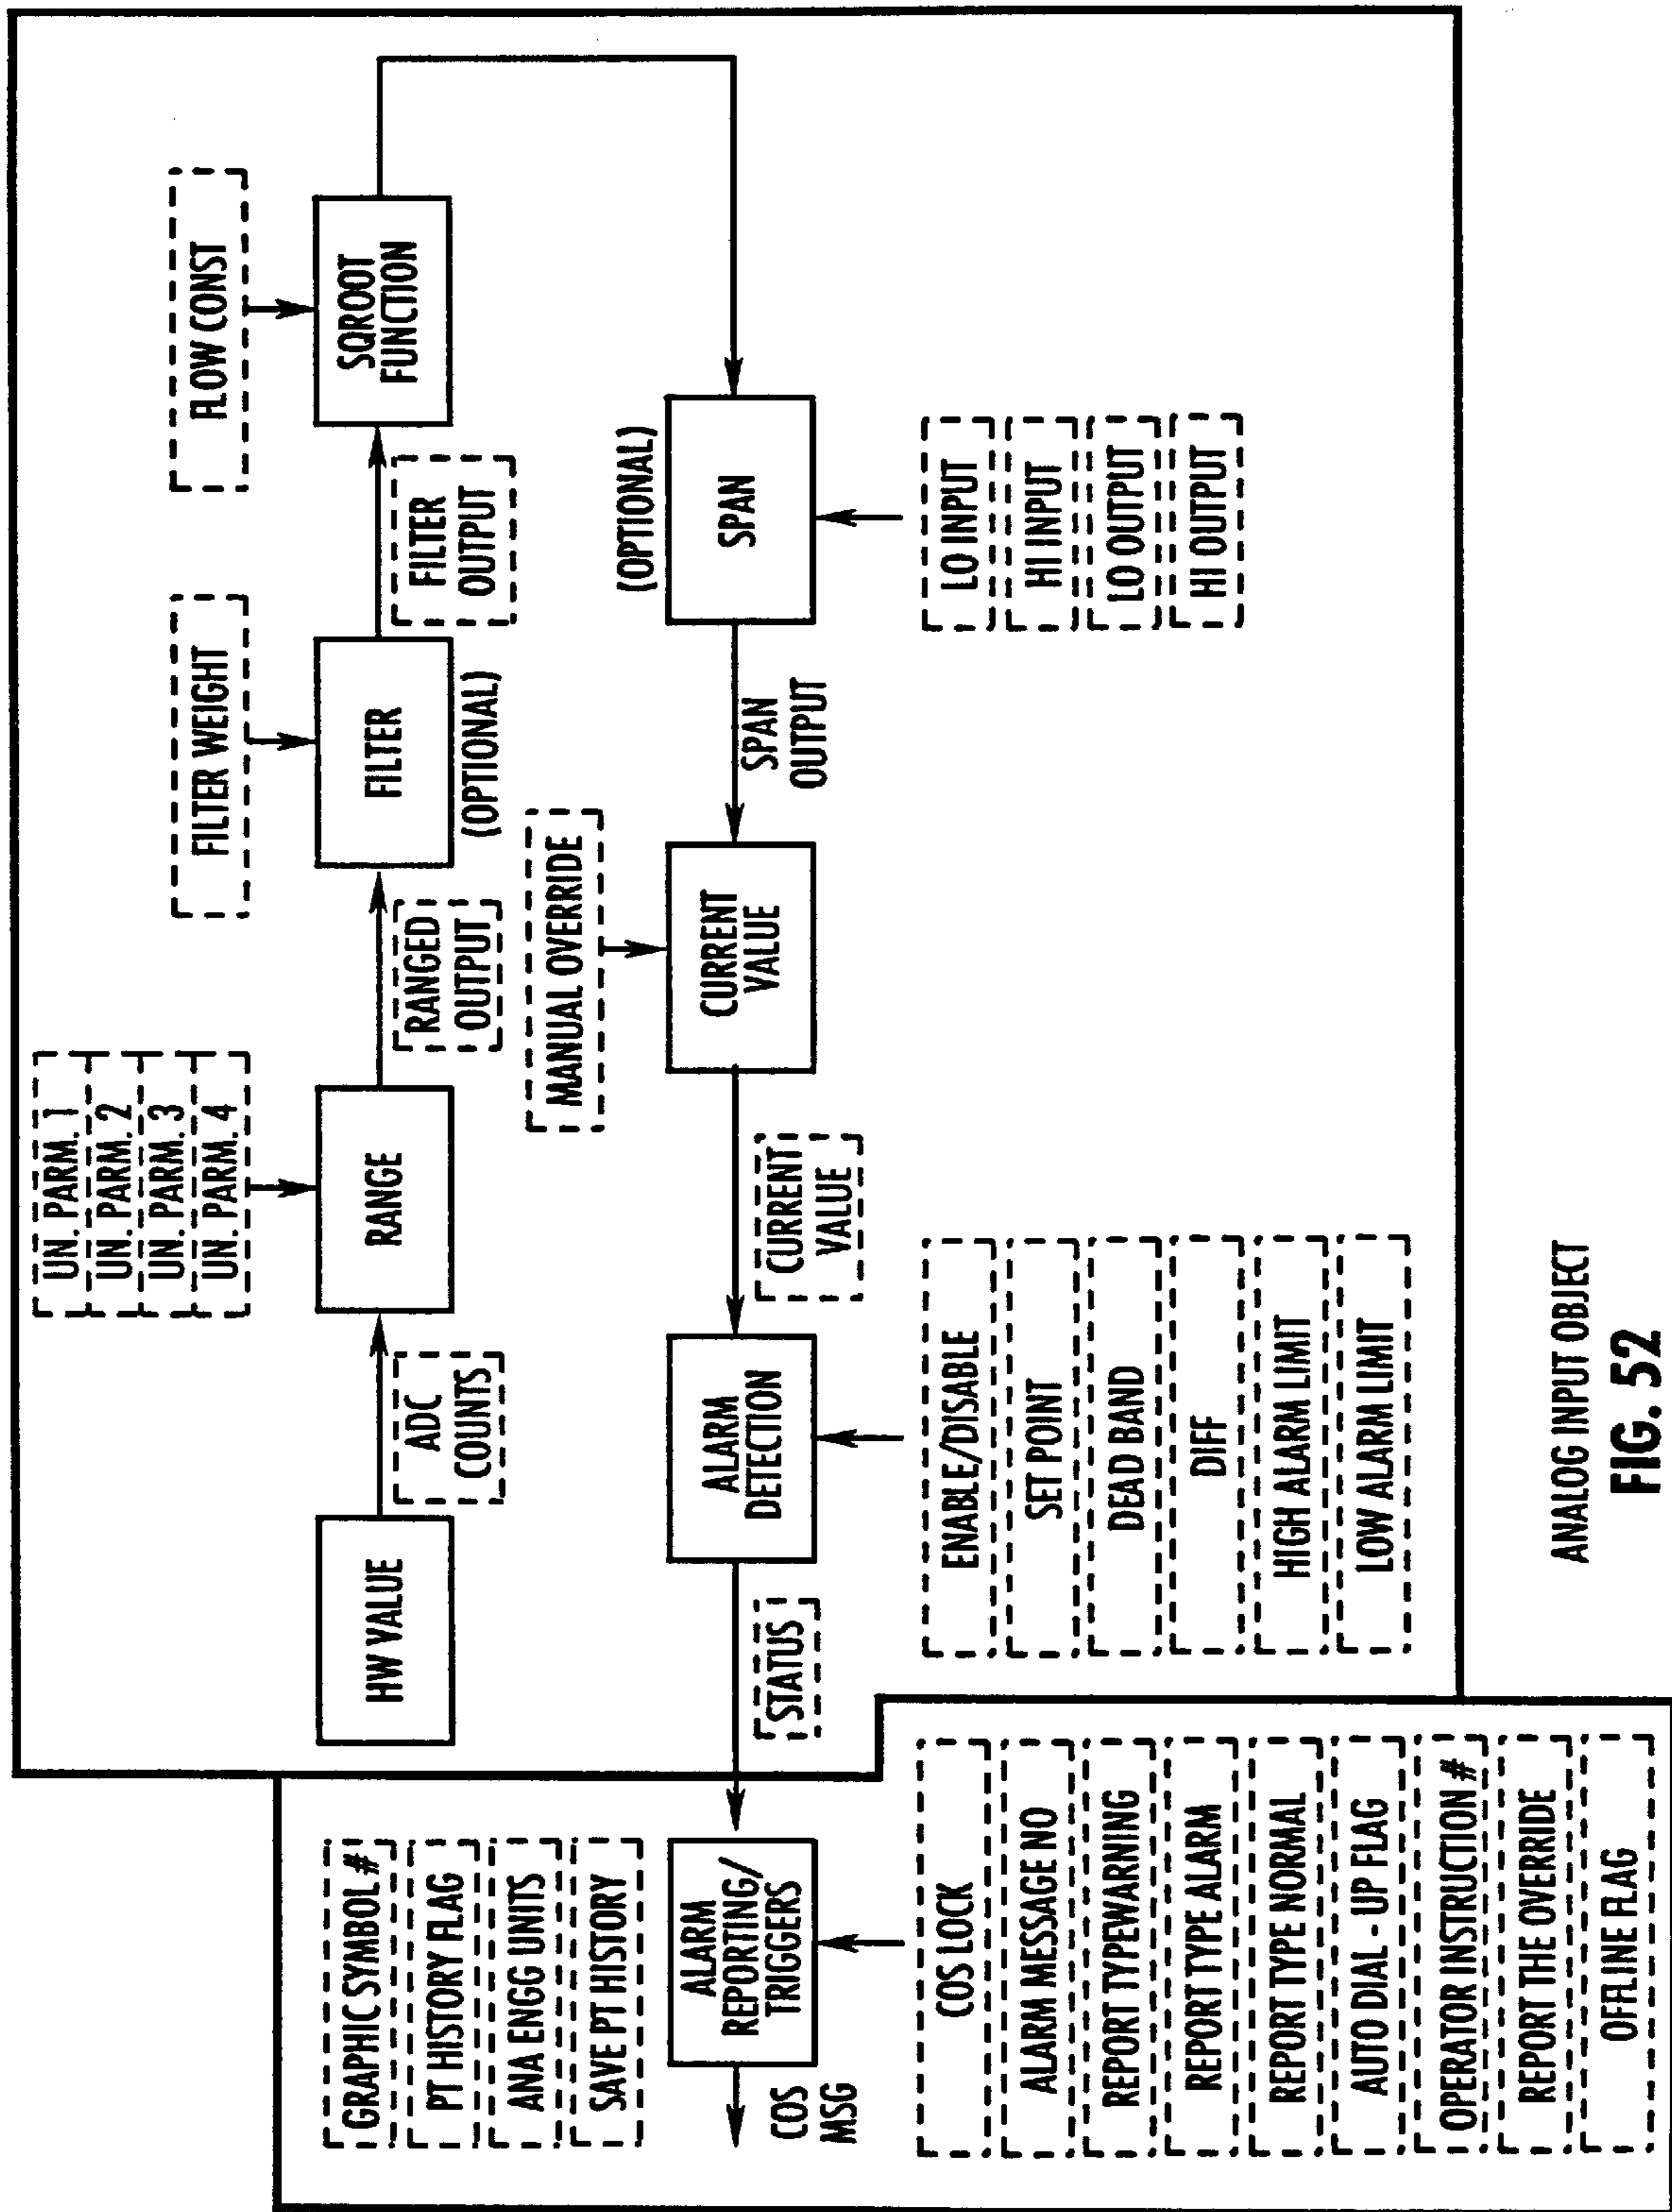 UN. PARM. 1
UN. PARM. 2
UN. PARM. 3
UN. PARM. 4
FILTER WEIGHT
FLOW CONST
GRAPHIC SYMBOL #
PT HISTORY FLAG
ANA ENGG UNITS
SAVE PT HISTORY
HW VALUE
ADC
COUNTS
RANGE
RANGED
OUTPUT
FILTER
(OPTIONAL)
FILTER
OUTPUT
SQROOT
FUNCTION
MANUAL OVERRIDE
(OPTIONAL)
COS
MSG
ALARM
REPORTING/
TRIGGERS
STATUS
ALARM
DETECTION
CURRENT
VALUE
CURRENT
VALUE
SPAN
OUTPUT
SPAN
COS LOCK
ALARM MESSAGE NO
REPORT TYPEWARNING
REPORT TYPE ALARM
REPORT TYPE NORMAL
AUTO DIAL - UP FLAG
OPERATOR INSTRUCTION #
REPORT THE OVERRIDE
OFFLINE FLAG
ENABLE/DISABLE
SET POINT
DEAD BAND
DIFF
HIGH ALARM LIMIT
LOW ALARM LIMIT
LO INPUT
HI INPUT
LO OUTPUT
HI OUTPUT
ANALOG INPUT OBJECT
FIG. 52